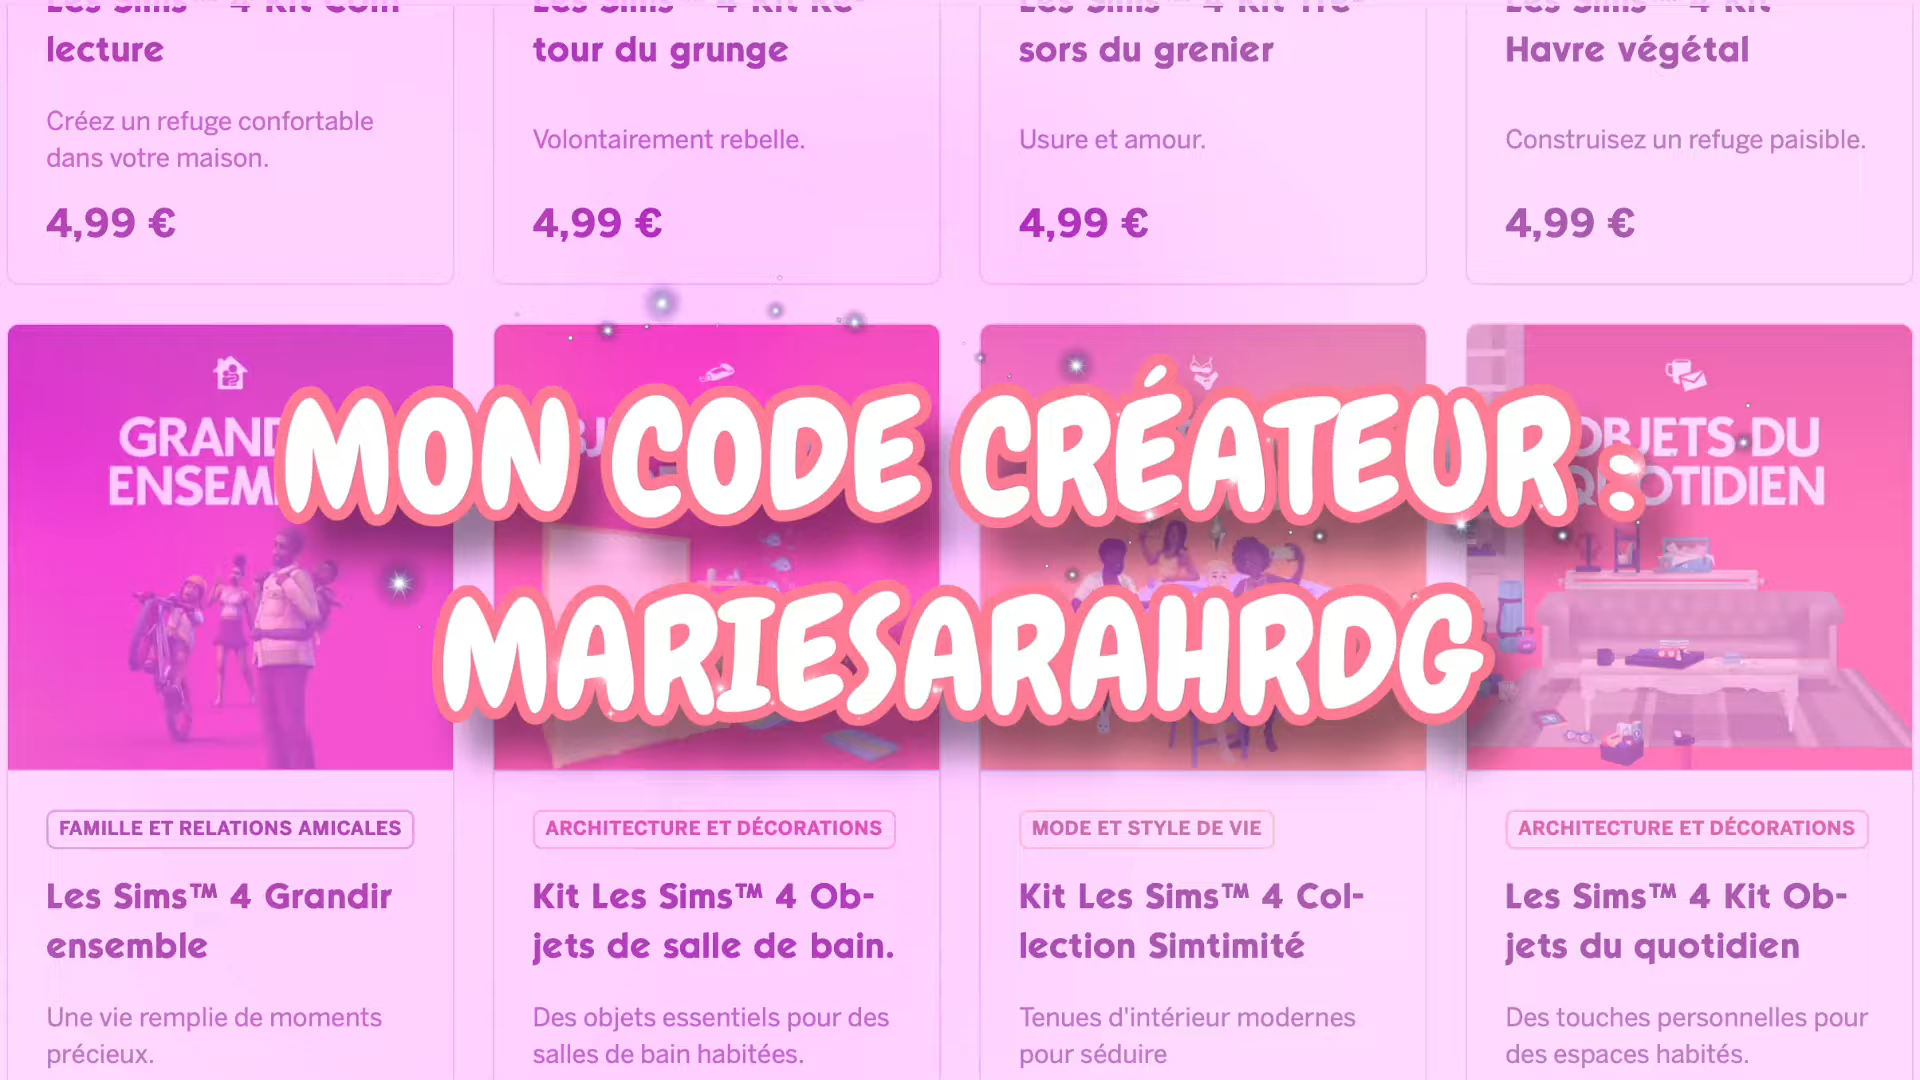 lecture
tour du grunge
sors du grenier
Havre végétal
Créez un refuge confortable
dans votre maison.
Volontairement rebelle.
Usure et amour.
Construisez un refuge paisible.
4,99 €
4,99 €
4,99 €
4,99 €
MON CODE CRÉATEUR :
MARIESARAHRDG
OBJETS DU
QUOTIDIEN
FAMILLE ET RELATIONS AMICALES
Les Sims™ 4 Grandir
ensemble
Une vie remplie de moments
précieux.
ARCHITECTURE ET DÉCORATIONS
Kit Les Sims™ 4 Ob-
jets de salle de bain.
Des objets essentiels pour des
salles de bain habitées.
MODE ET STYLE DE VIE
Kit Les Sims™ 4 Col-
lection Simtimité
Tenues d'intérieur modernes
pour séduire
ARCHITECTURE ET DÉCORATIONS
Les Sims™ 4 Kit Ob-
jets du quotidien
Des touches personnelles pour
des espaces habités.